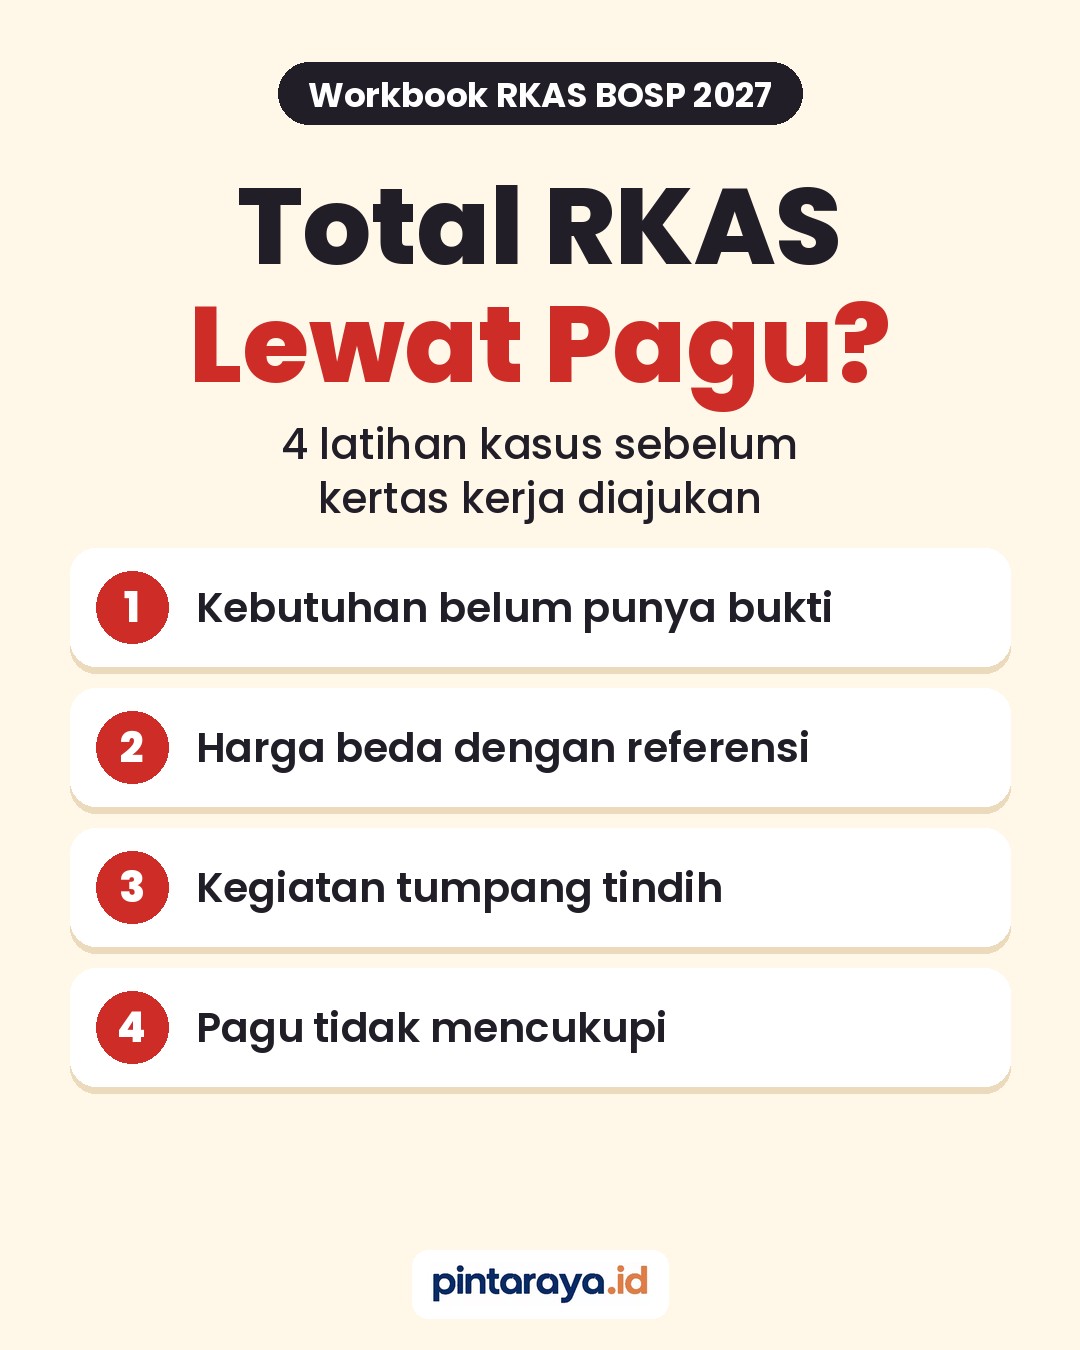 Workbook RKAS BOSP 2027
Total RKAS
Lewat Pagu?
4 latihan kasus sebelum
kertas kerja diajukan
1 Kebutuhan belum punya bukti
2 Harga beda dengan referensi
3 Kegiatan tumpang tindih
4 Pagu tidak mencukupi
pintaraya.id